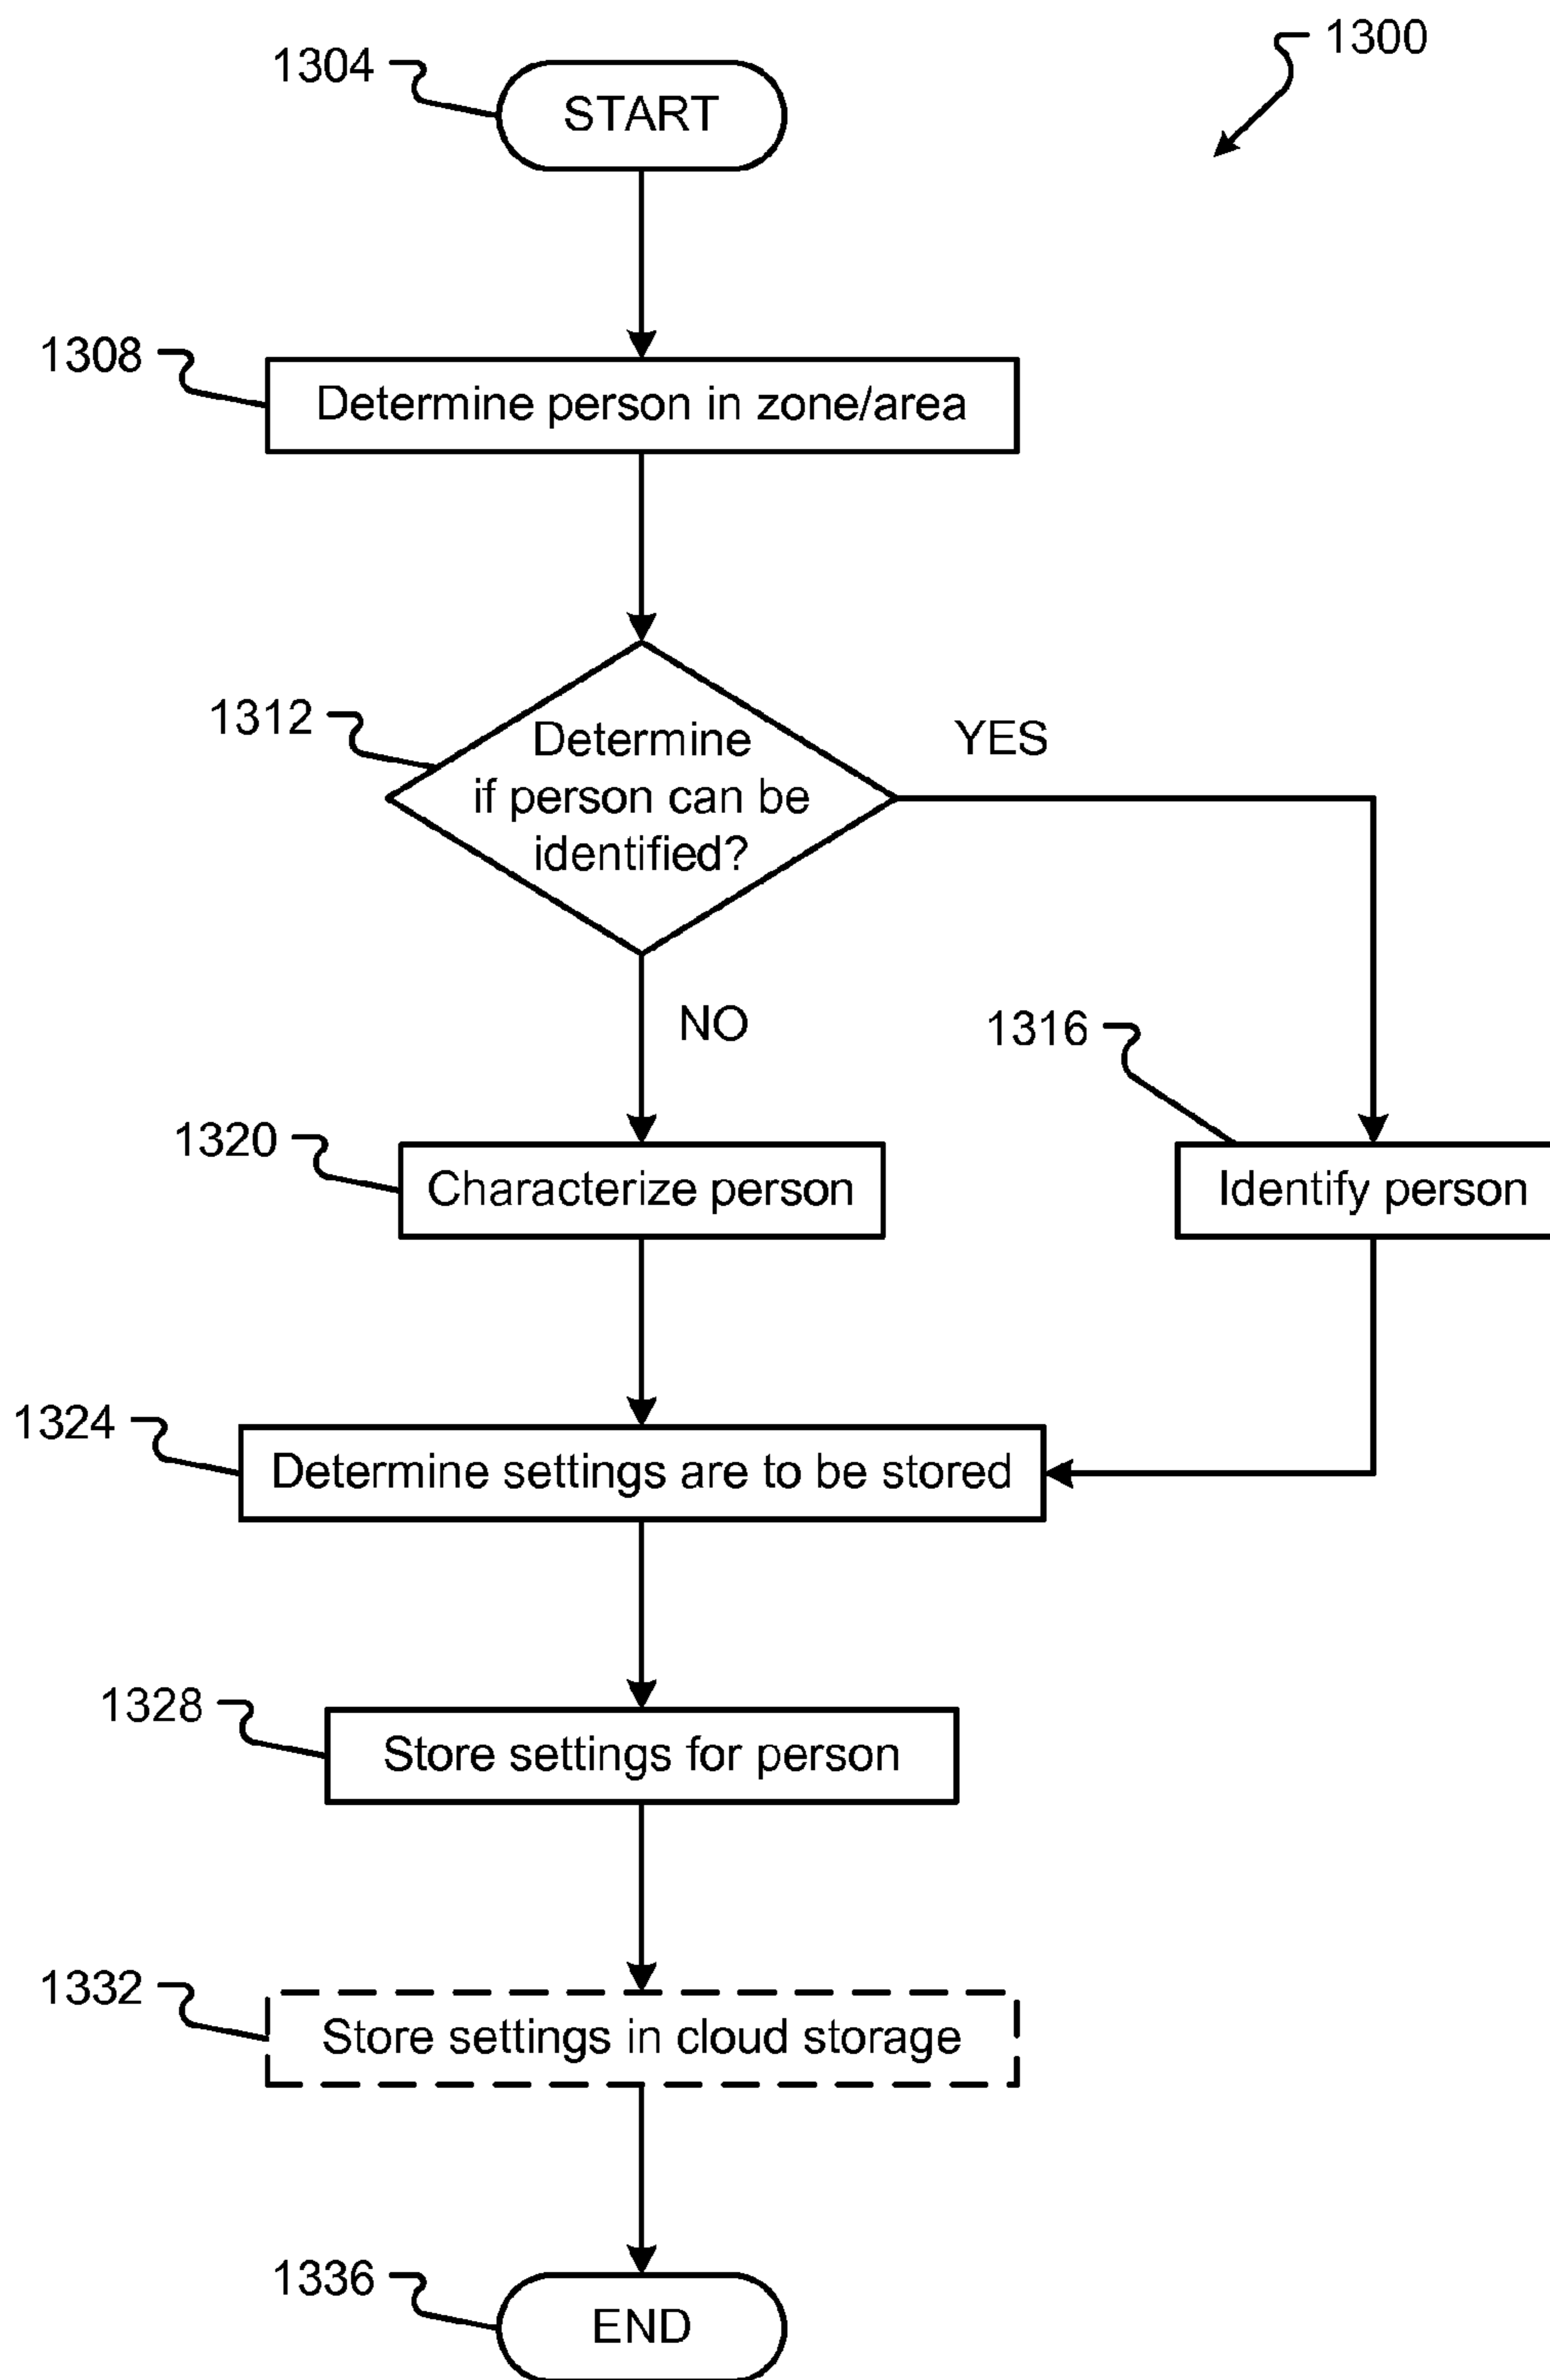 1300
1304
START
1308
Determine person in zone/area
1312
Determine
if person can be
identified?
YES
NO
1316
1320
Characterize person
Identify person
1324
Determine settings are to be stored
1328
Store settings for person
1332
Store settings in cloud storage
1336
END